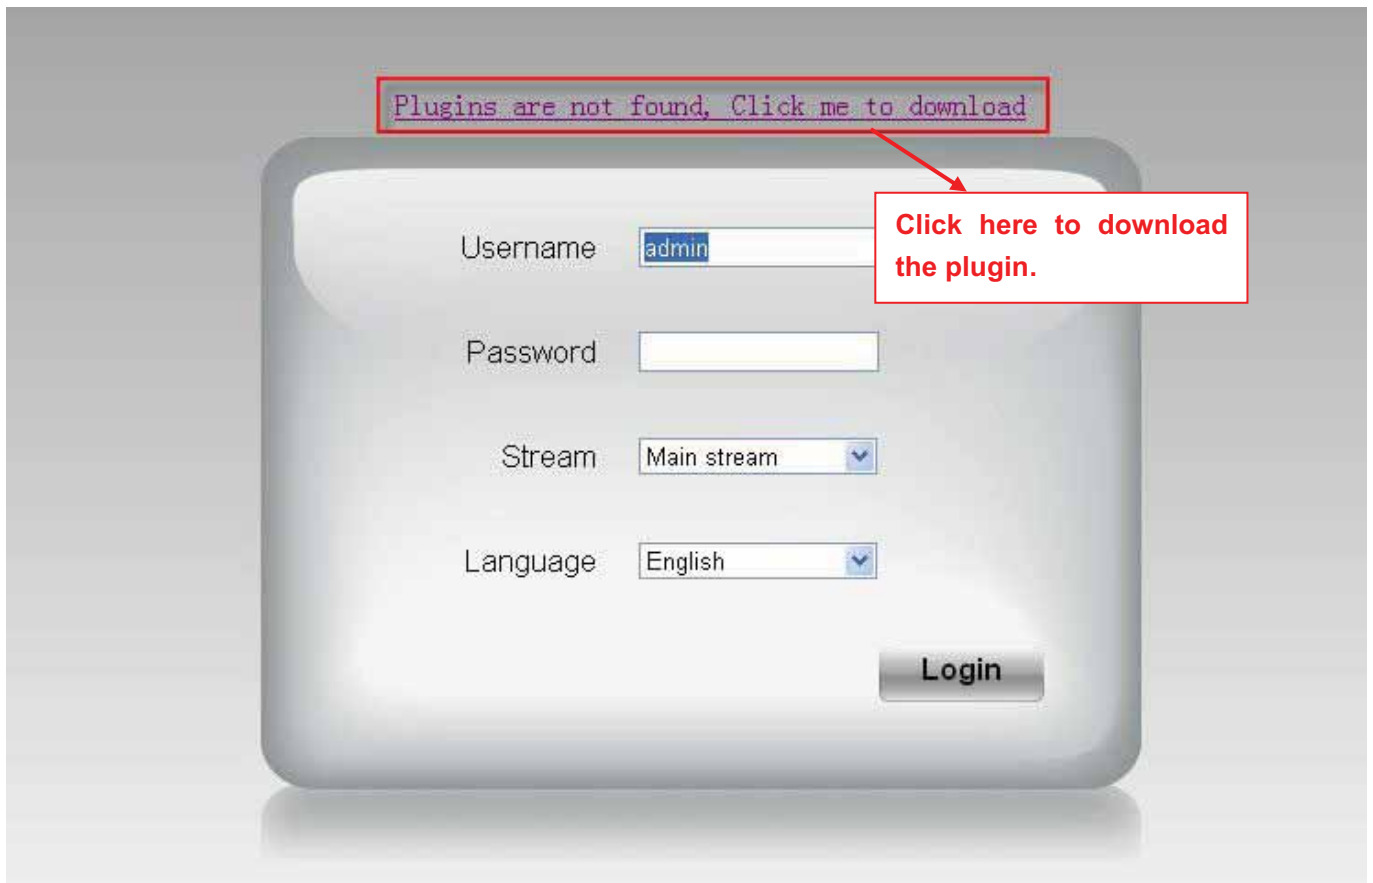 Plugins are not found, Click me to download
Click here to download
the plugin.
Username admin
Password
Stream Main stream
Language English
Login